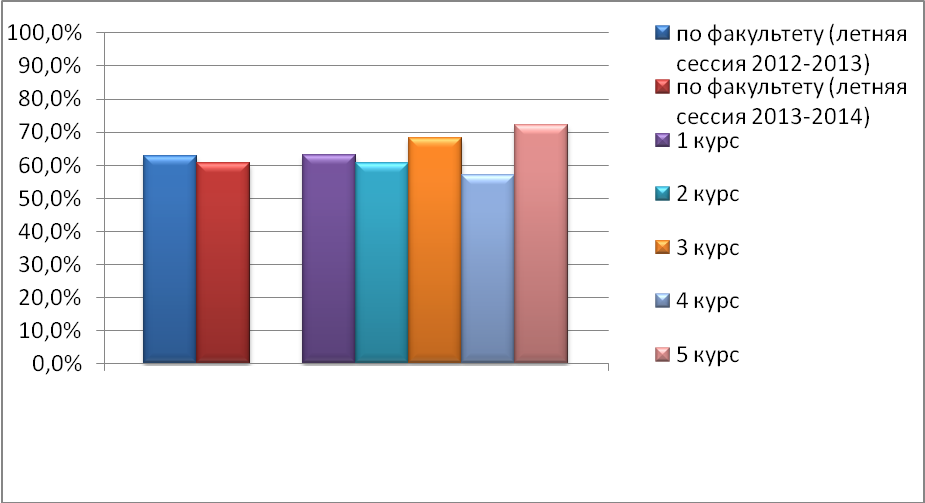 100,0%
90,0%
80,0%
70,0%
60,0%
50,0%
40,0%
30,0%
20,0%
10,0%
0,0%
по факультету (летняя
сессия 2012-2013)
по факультету (летняя
сессия 2013-2014)
1 курс
2 курс
3 курс
4 курс
5 курс